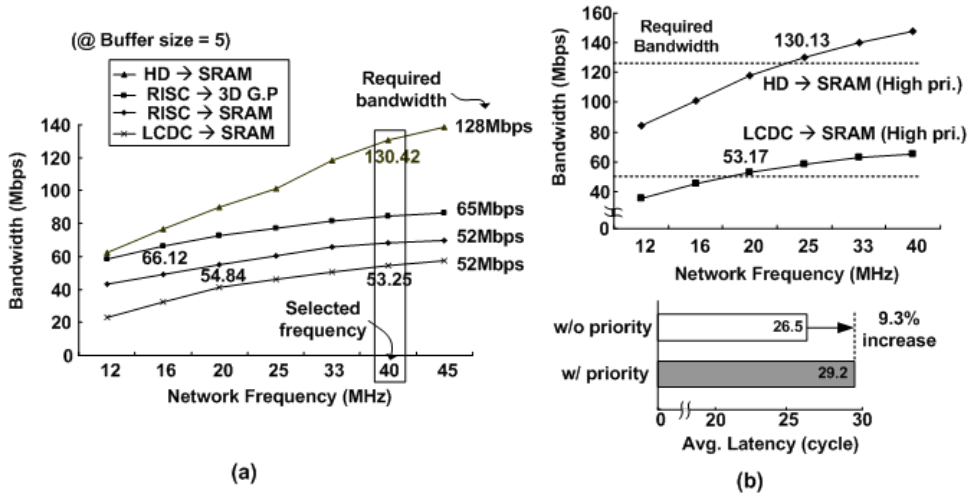 (@ Buffer size = 5)
HD → SRAM
RISC → 3D G.P
RISC → SRAM
LCDC → SRAM
Required
bandwidth
Bandwidth (Mbps)
140
120
100
80
60
40
20
0
128Mbps
65Mbps
52Mbps
52Mbps
130.42
66.12
54.84
53.25
Selected
frequency
12 16 20 25 33 40 45
Network Frequency (MHz)
(a)
Bandwidth (Mbps)
160
140
120
100
80
60
40
0
Required
Bandwidth
130.13
HD → SRAM (High pri.)
LCDC → SRAM (High pri.)
53.17
12 16 20 25 33 40
Network Frequency (MHz)
w/o priority
26.5
9.3%
increase
w/ priority
29.2
0 20 25 30
Avg. Latency (cycle)
(b)